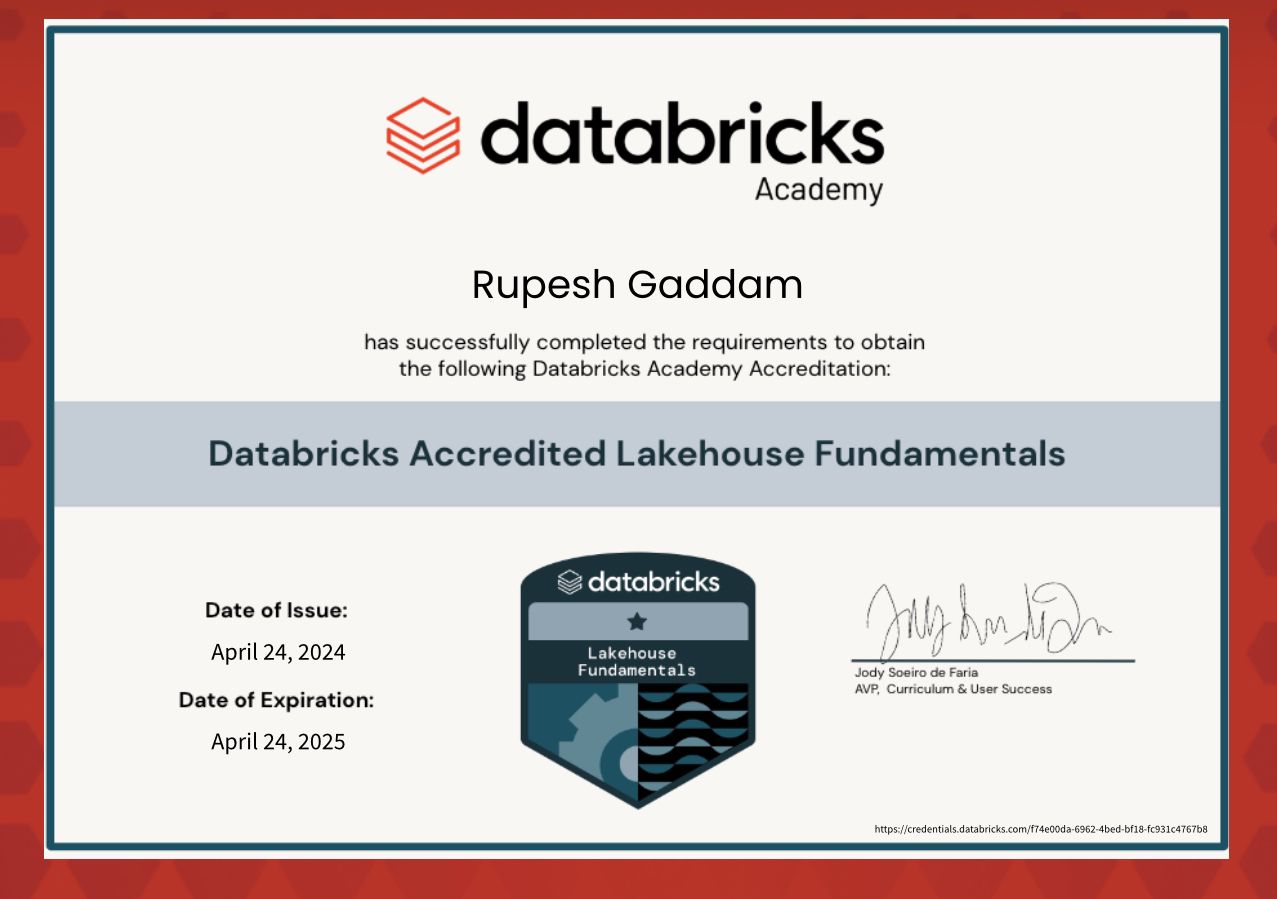 databricks
Academy
Rupesh Gaddam
has successfully completed the requirements to obtain
the following Databricks Academy Accreditation:
Databricks Accredited Lakehouse Fundamentals
Date of Issue:
April 24, 2024
Date of Expiration:
April 24, 2025
databricks
Lakehouse
Fundamentals
Jody Soeiro de Faria
AVP, Curriculum & User Success
https://credentials.databricks.com/f74e00da-6962-4bed-bf18-fc931c4767b8